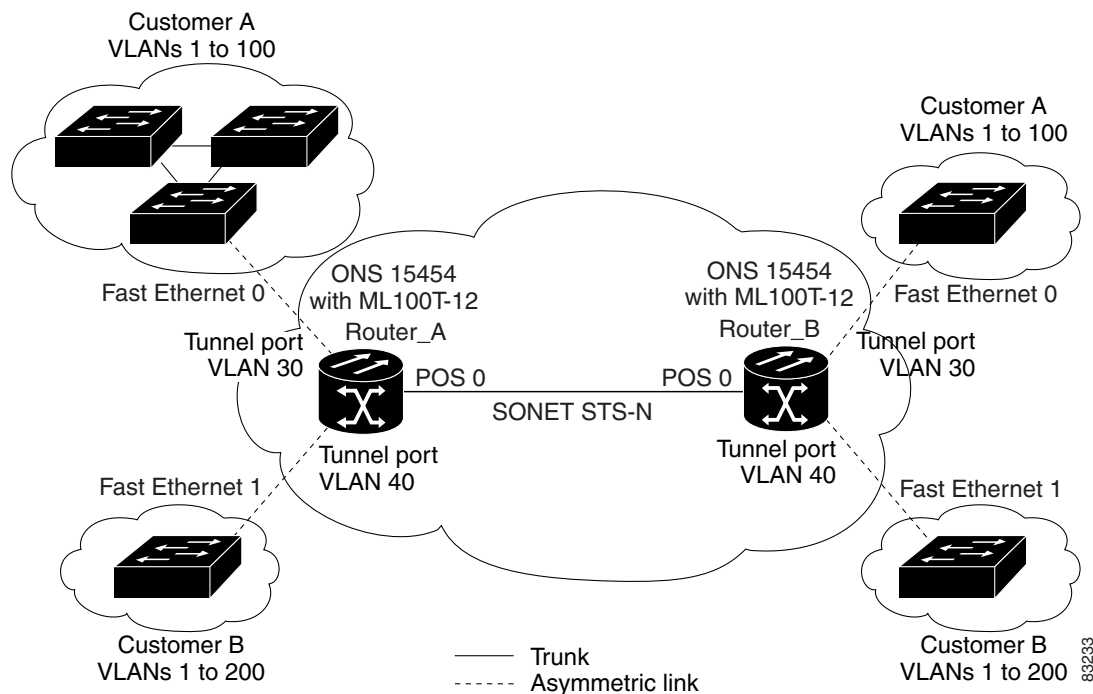 Customer A
VLANs 1 to 100
Customer A
VLANs 1 to 100
Fast Ethernet 0
ONS 15454
with ML100T-12
Router_A
ONS 15454
with ML100T-12
Router_B
Fast Ethernet 0
Tunnel port
VLAN 30
Tunnel port
VLAN 30
POS 0
POS 0
SONET STS-N
Tunnel port
VLAN 40
Tunnel port
VLAN 40
Fast Ethernet 1
Fast Ethernet 1
Customer B
VLANs 1 to 200
Customer B
VLANs 1 to 200
Trunk
Asymmetric link
83233